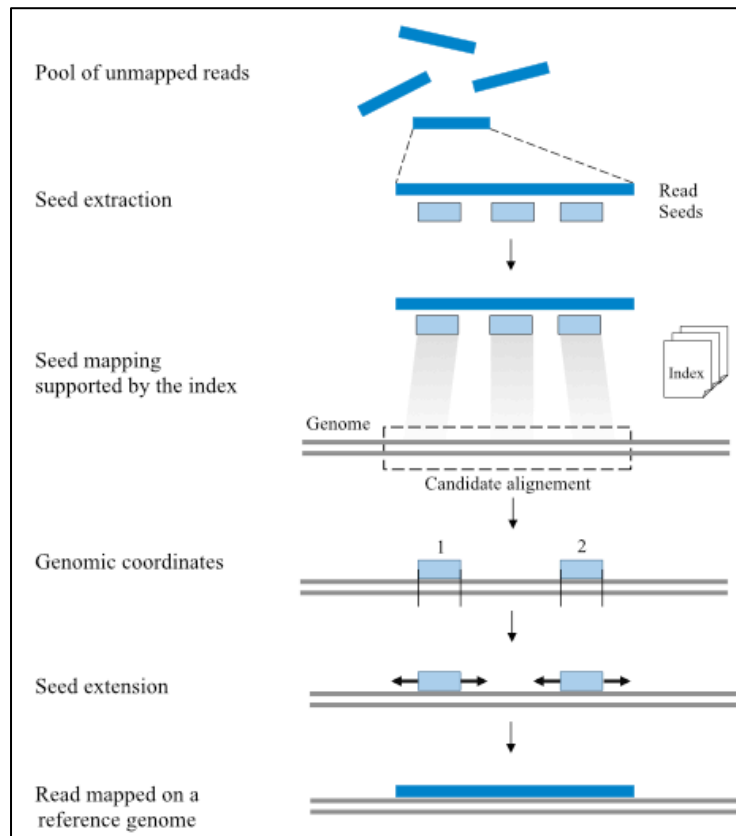 Pool of unmapped reads
Seed extraction
Read
Seeds
Seed mapping
supported by the index
Index
Genome
Candidate alignement
Genomic coordinates
1
2
Seed extension
Read mapped on a
reference genome